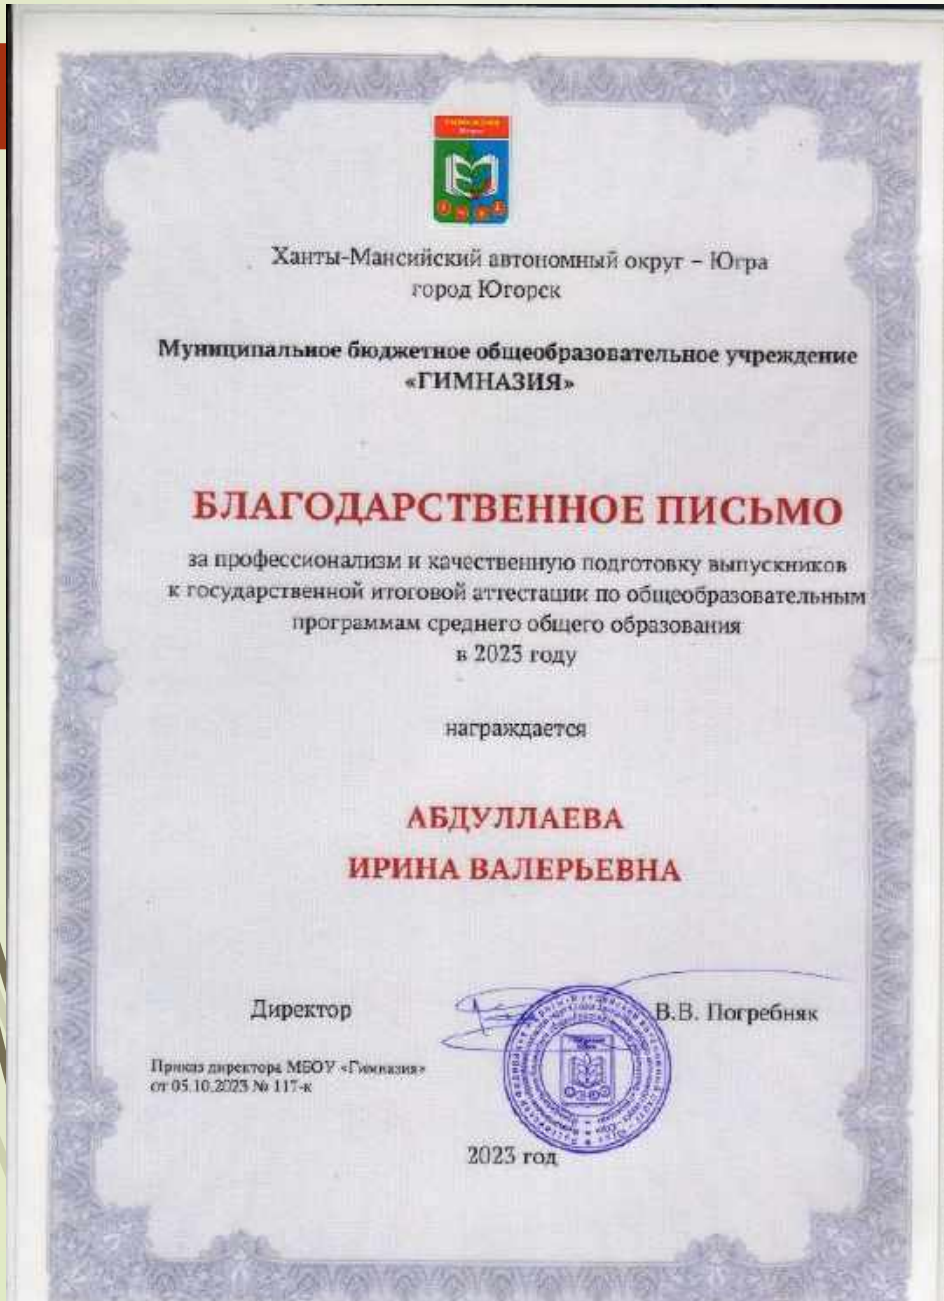 Ханты-Мансийский автономный округ – Югра
город Югорск
Муниципальное бюджетное общеобразовательное учреждение
«ГИМНАЗИЯ»
БЛАГОДАРСТВЕННОЕ ПИСЬМО
за профессионализм и качественную подготовку выпускников
к государственной итоговой аттестации по общеобразовательным
программам среднего общего образования
в 2023 году
награждается
АБДУЛЛАЕВА
ИРИНА ВАЛЕРЬЕВНА
Директор
В.В. Погребняк
Приказ директора МБОУ «Гимназия»
от 05.10.2023 № 117-к
2023 год